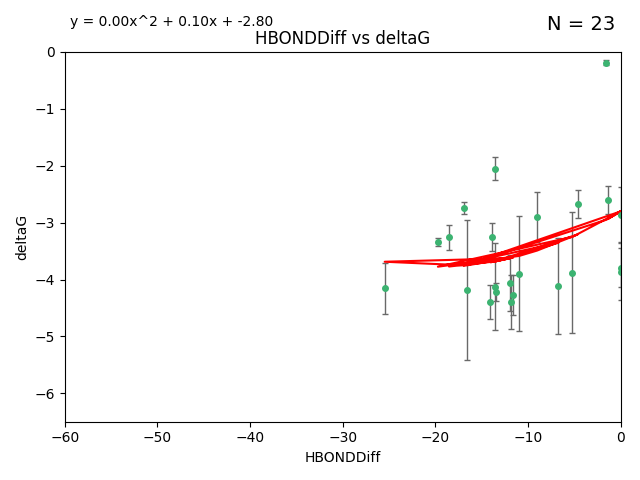 y = 0.00x^2 + 0.10x + -2.80
N = 23
HBONDDiff vs deltaG
0
−1
−2
−3
−4
−5
−6
deltaG
−60
−50
−40
−30
−20
−10
0
HBONDDiff